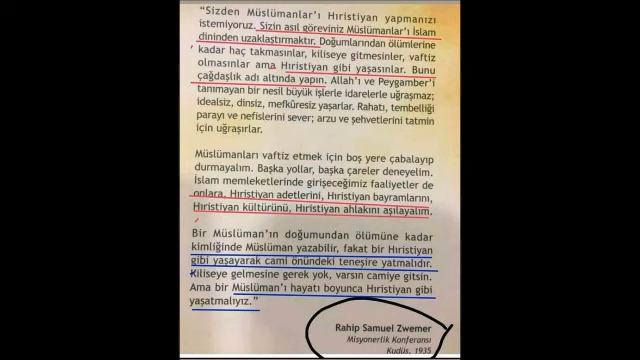 “Sizden Müslümanlar’ı Hıristiyan yapmanızı
istemiyoruz. Sizin asıl göreviniz Müslümanlar’ı İslam
dininden uzaklaştırmaktır. Doğumlarından ölümlerine
kadar haç takmasınlar, kiliseye gitmesinler, vaftiz
olmasınlar ama Hıristiyan gibi yaşasınlar. Bunu
çağdaşlık adı altında yapın. Allah’ı ve Peygamber’i
tanımayan bir nesil büyük işlerle idarelerle uğraşmaz;
idealsiz, dinsiz, mefkûresiz yaşarlar. Rahatı, tembelliği
parayı ve nefislerini sever; arzu ve şehvetlerini tatmin
için uğraşırlar.
Müslümanları vaftiz etmek için boş yere çabalayıp
durmayalım. Başka yollar, başka çareler deneyelim.
İslam memleketlerinde girişeceğimiz faaliyetler de
onlara, Hıristiyan adetlerini, Hıristiyan bayramlarını,
Hıristiyan kültürünü, Hıristiyan ahlakını aşılayalım.
Bir Müslüman’ın doğumundan ölümüne kadar
kimliğinde Müslüman yazabilir, fakat bir Hıristiyan
gibi yaşayarak cami önündeki teneşire yatmalıdır.
Kiliseye gelmesine gerek yok, varsın camiye gitsin.
Ama bir Müslüman’ı hayatı boyunca Hıristiyan gibi
yaşatmalıyız.”
Rahip Samuel Zwemer
Misyonerlik Konferansı
Kudüs, 1935